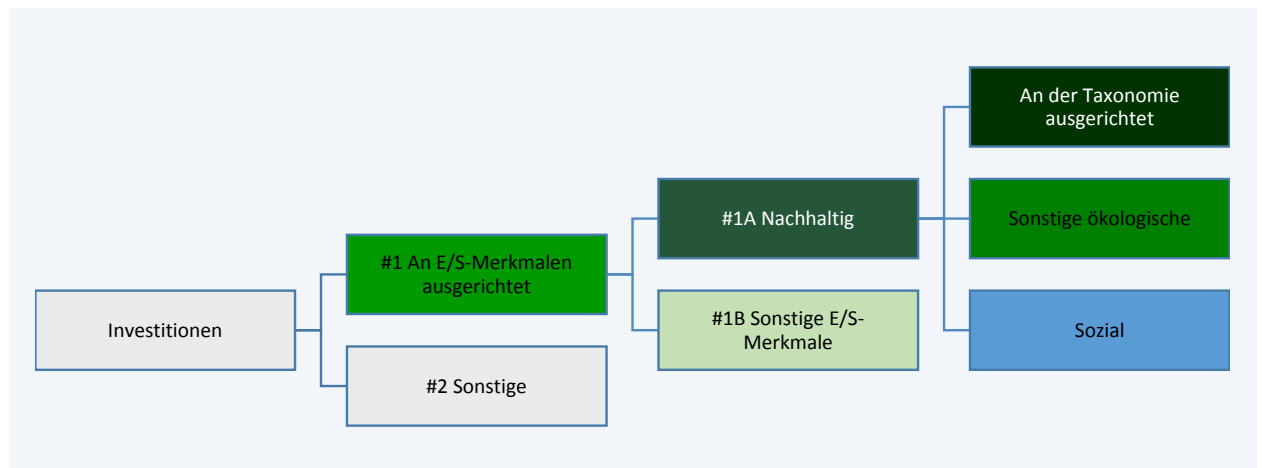 Investitionen
#1 An E/S-Merkmalen
ausgerichtet
#2 Sonstige
#1A Nachhaltig
#1B Sonstige E/S-
Merkmale
An der Taxonomie
ausgerichtet
Sonstige ökologische
Sozial